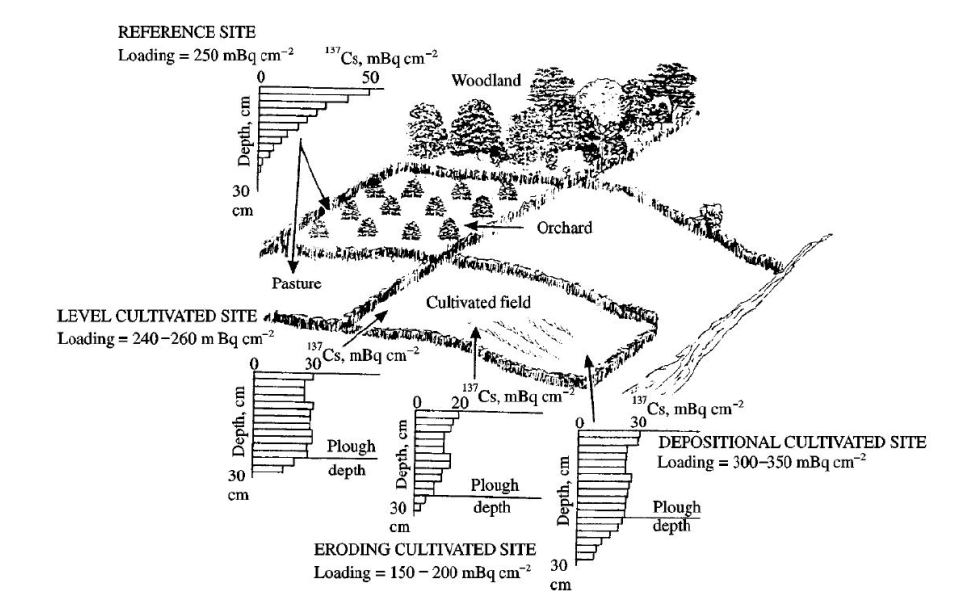 REFERENCE SITE
Loading = 250 mBq cm⁻²
¹³⁷Cs, mBq cm⁻²
0 50
Depth, cm
30
cm
Woodland
Orchard
Pasture
Cultivated field
LEVEL CULTIVATED SITE
Loading = 240–260 m Bq cm⁻²
¹³⁷Cs, mBq cm⁻²
0 30
Depth, cm
Plough
depth
30
cm
¹³⁷Cs, mBq cm⁻²
0 20
Depth, cm
Plough
depth
30
cm
ERODING CULTIVATED SITE
Loading = 150 – 200 mBq cm⁻²
¹³⁷Cs, mBq cm⁻²
0 30
DEPOSITIONAL CULTIVATED SITE
Loading = 300–350 mBq cm⁻²
Depth, cm
Plough
depth
30
cm